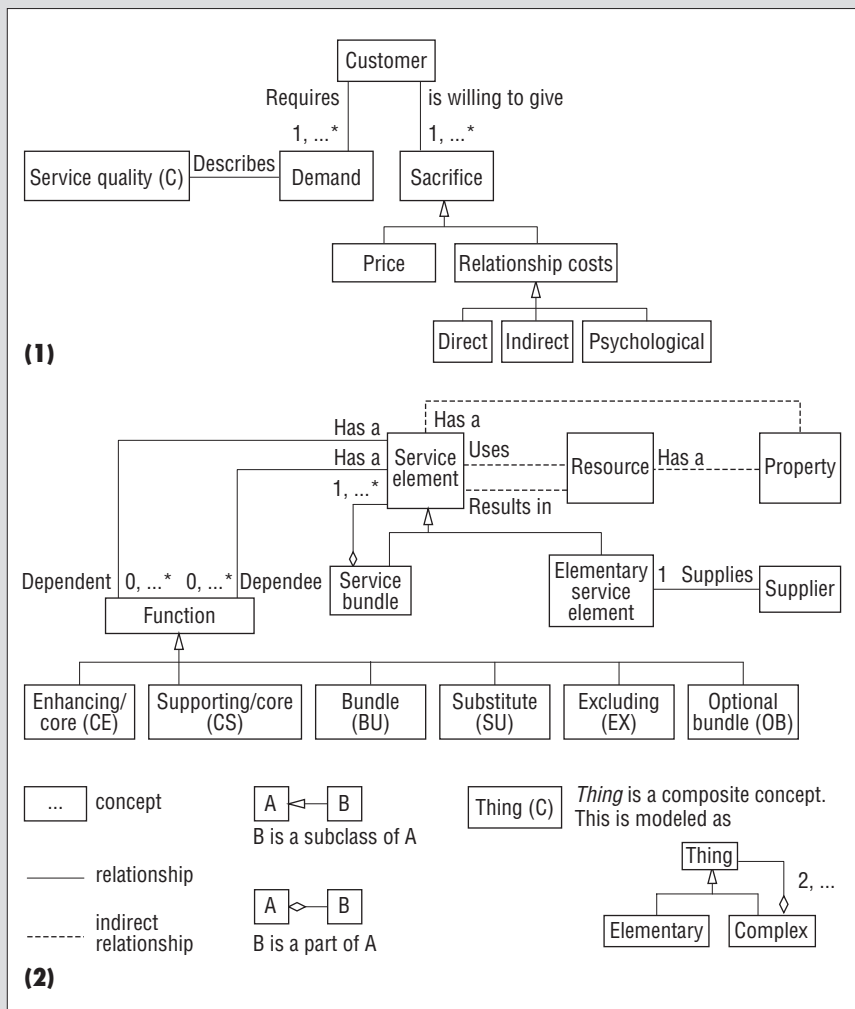 Customer
Requires
is willing to give
1, ...*
1, ...*
Service quality (C)
Describes
Demand
Sacrifice
Price
Relationship costs
Direct
Indirect
Psychological
(1)
Has a
Has a
Has a
1, ...*
Service
element
Uses
Results in
Resource
Has a
Property
Dependent
0, ...*
0, ...*
Dependee
Function
Service
bundle
Elementary
service
element
1
Supplies
Supplier
Enhancing/
core (CE)
Supporting/core
(CS)
Bundle
(BU)
Substitute
(SU)
Excluding
(EX)
Optional
bundle (OB)
...
concept
A
B
B is a subclass of A
Thing (C)
Thing is a composite concept.
This is modeled as
relationship
indirect
relationship
A
B
B is a part of A
Thing
2, ...
Elementary
Complex
(2)